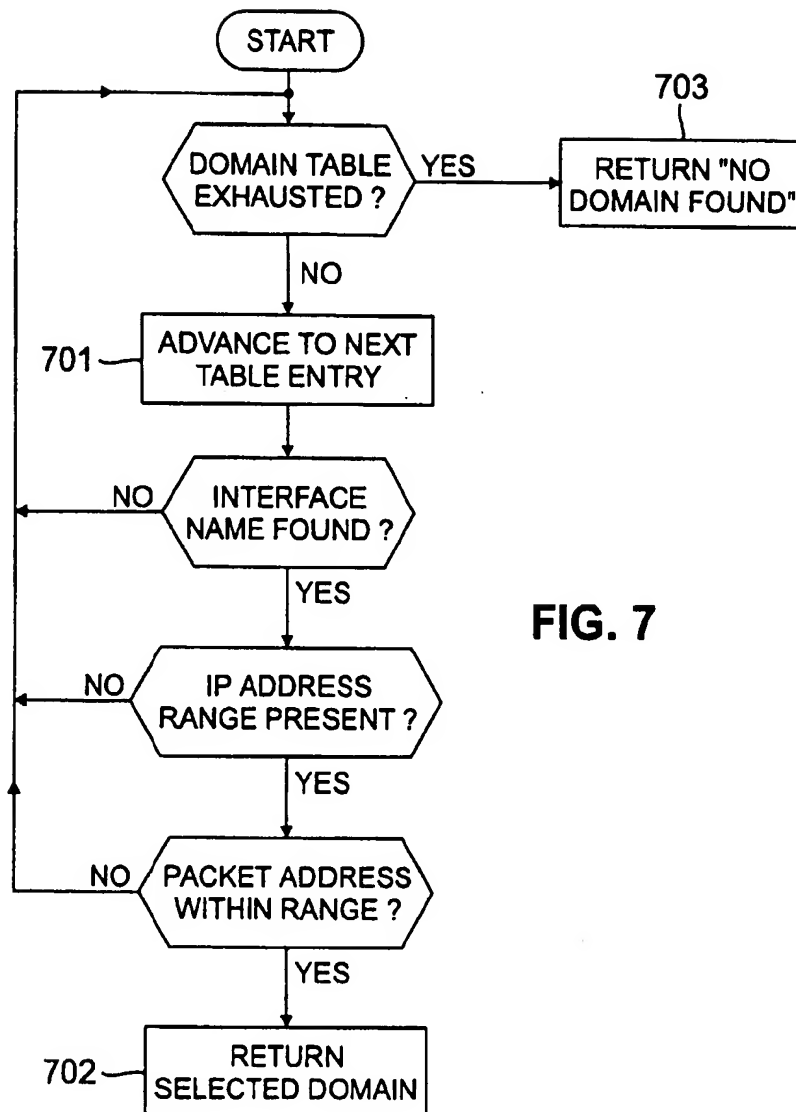 START
703
DOMAIN TABLE
EXHAUSTED ?
YES
RETURN "NO
DOMAIN FOUND"
NO
701
ADVANCE TO NEXT
TABLE ENTRY
NO
INTERFACE
NAME FOUND ?
YES
FIG. 7
NO
IP ADDRESS
RANGE PRESENT ?
YES
NO
PACKET ADDRESS
WITHIN RANGE ?
YES
702
RETURN
SELECTED DOMAIN